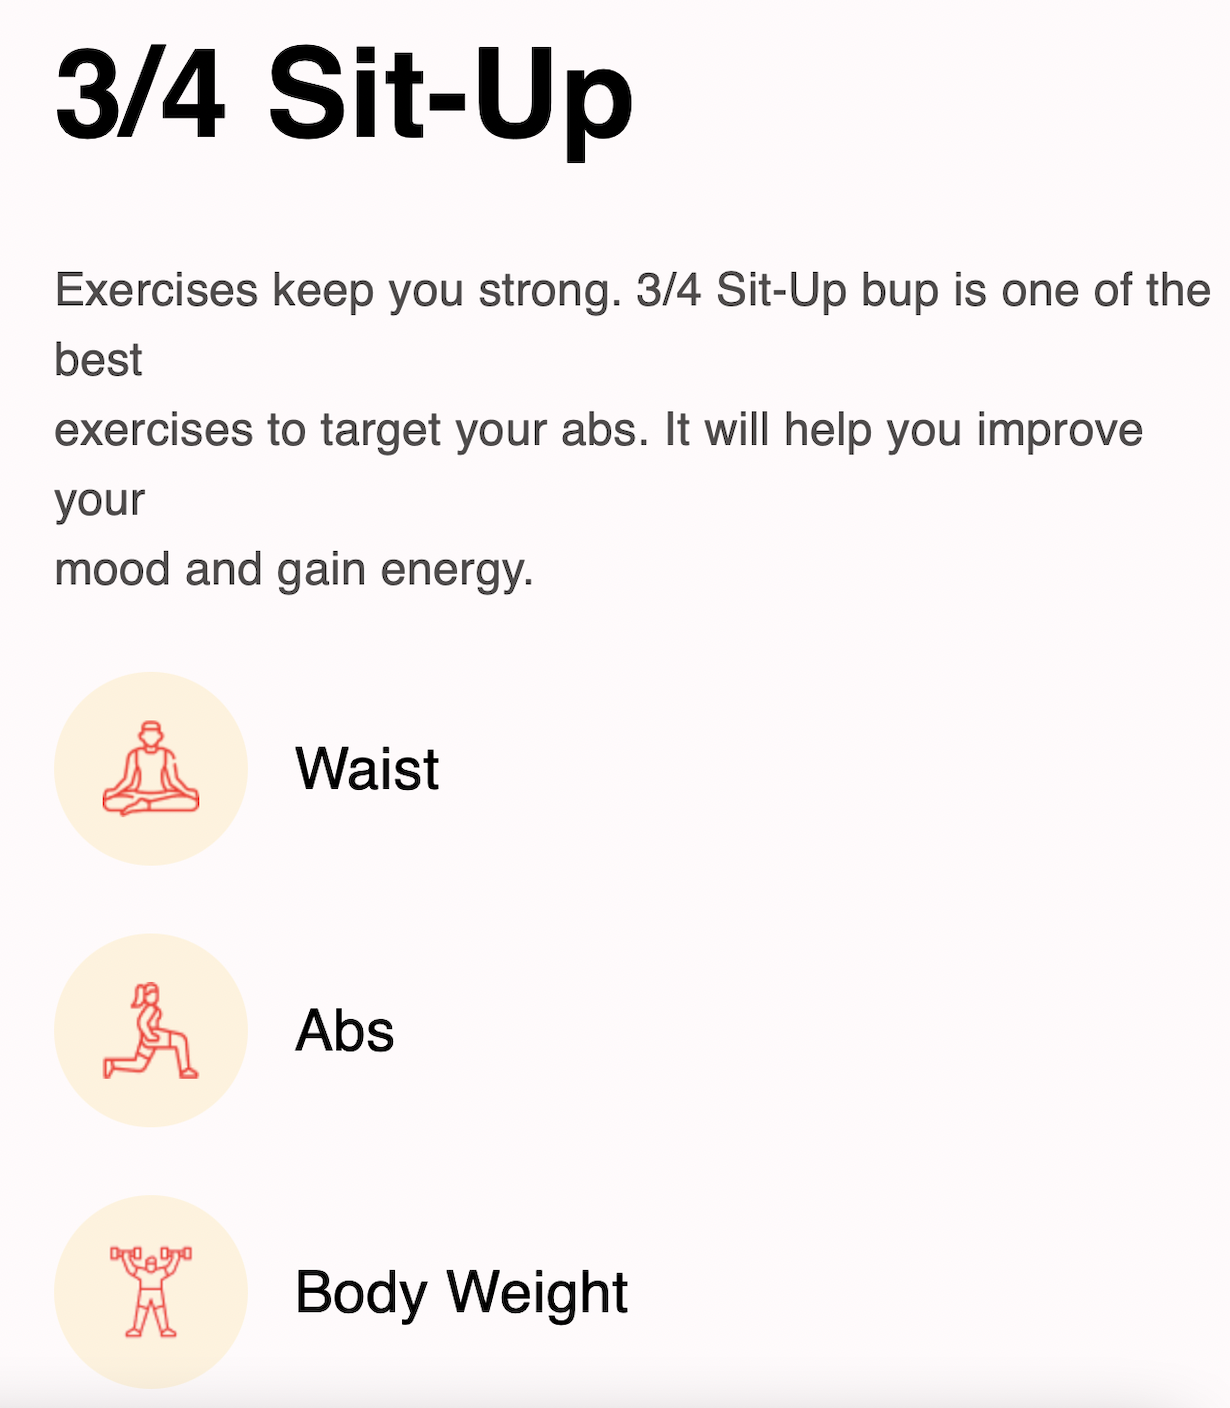 3/4 Sit-Up
Exercises keep you strong. 3/4 Sit-Up bup is one of the
best
exercises to target your abs. It will help you improve
your
mood and gain energy.
Waist
Abs
Body Weight